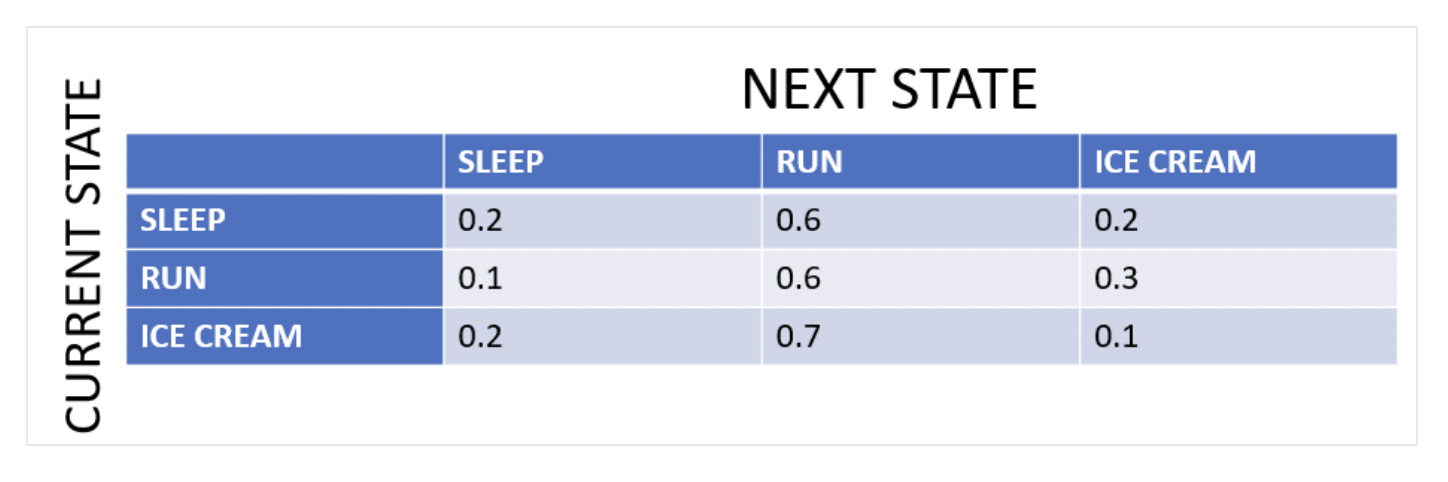 NEXT STATE
CURRENT STATE
SLEEP RUN ICE CREAM
SLEEP 0.2 0.6 0.2
RUN 0.1 0.6 0.3
ICE CREAM 0.2 0.7 0.1